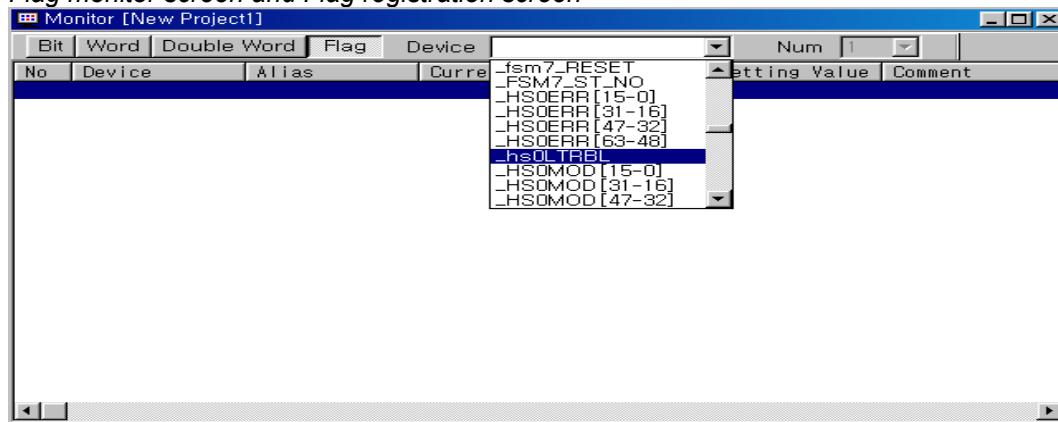 Flag monitor screen and Flag registration screen
Monitor [New Project1]
Bit Word Double Word Flag Device Num 1
No Device Alias Curre etting Value Comment
_fsm7_RESET
_FSM7_ST_NO
_HS0ERR[15-0]
_HS0ERR[31-16]
_HS0ERR[47-32]
_HS0ERR[63-48]
_hs0LTRBL
_HS0MOD[15-0]
_HS0MOD[31-16]
_HS0MOD[47-32]